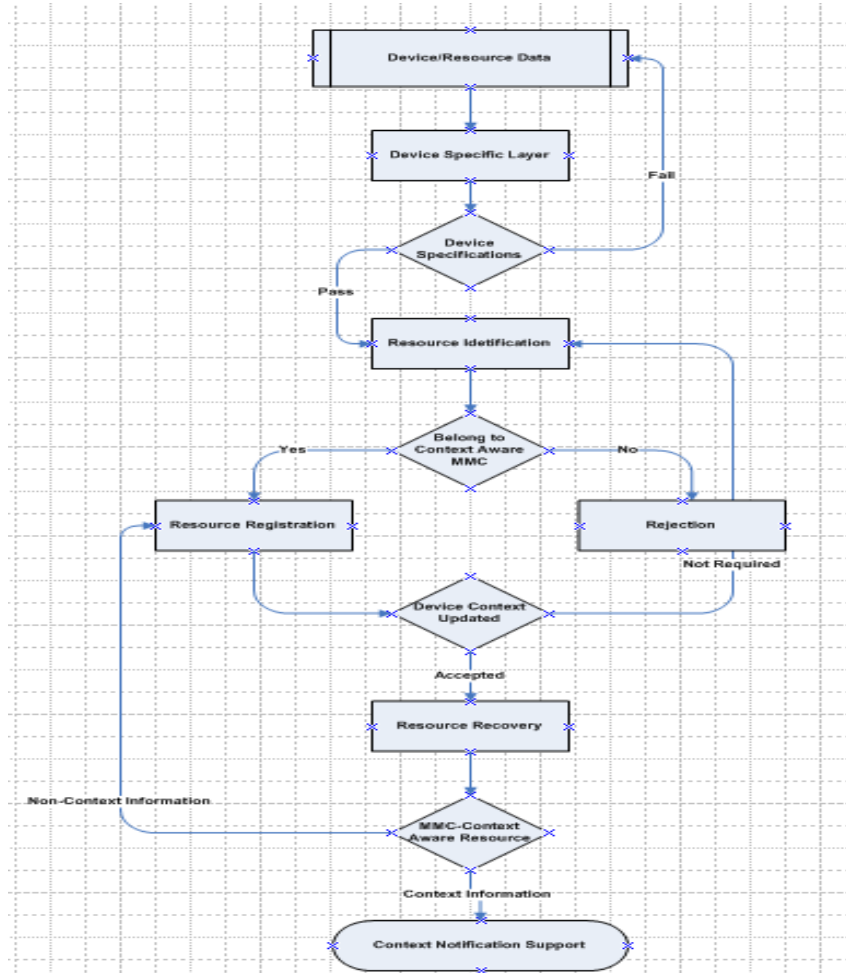 Device/Resource Data
Device Specific Layer
Fail
Device
Specifications
Pass
Resource Idetification
Belong to
Context Aware
MMC
Yes
No
Resource Registration
Rejection
Not Required
Device Context
Updated
Accepted
Resource Recovery
Non-Context Information
MMC-Context
Aware Resource
Context Information
Context Notification Support